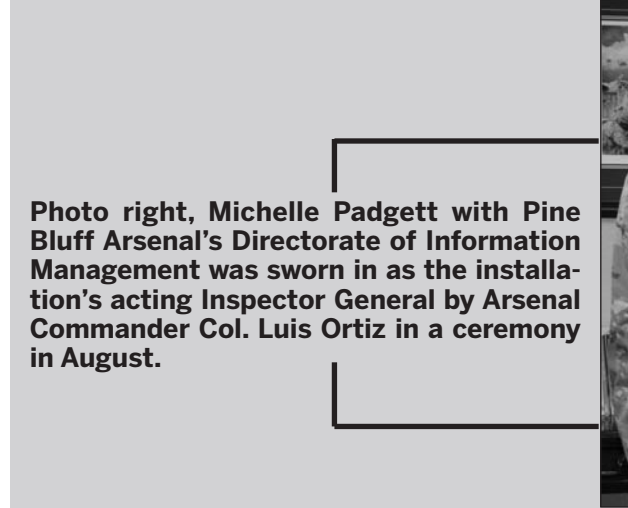 Photo right, Michelle Padgett with Pine
Bluff Arsenal's Directorate of Information
Management was sworn in as the installa-
tion's acting Inspector General by Arsenal
Commander Col. Luis Ortiz in a ceremony
in August.